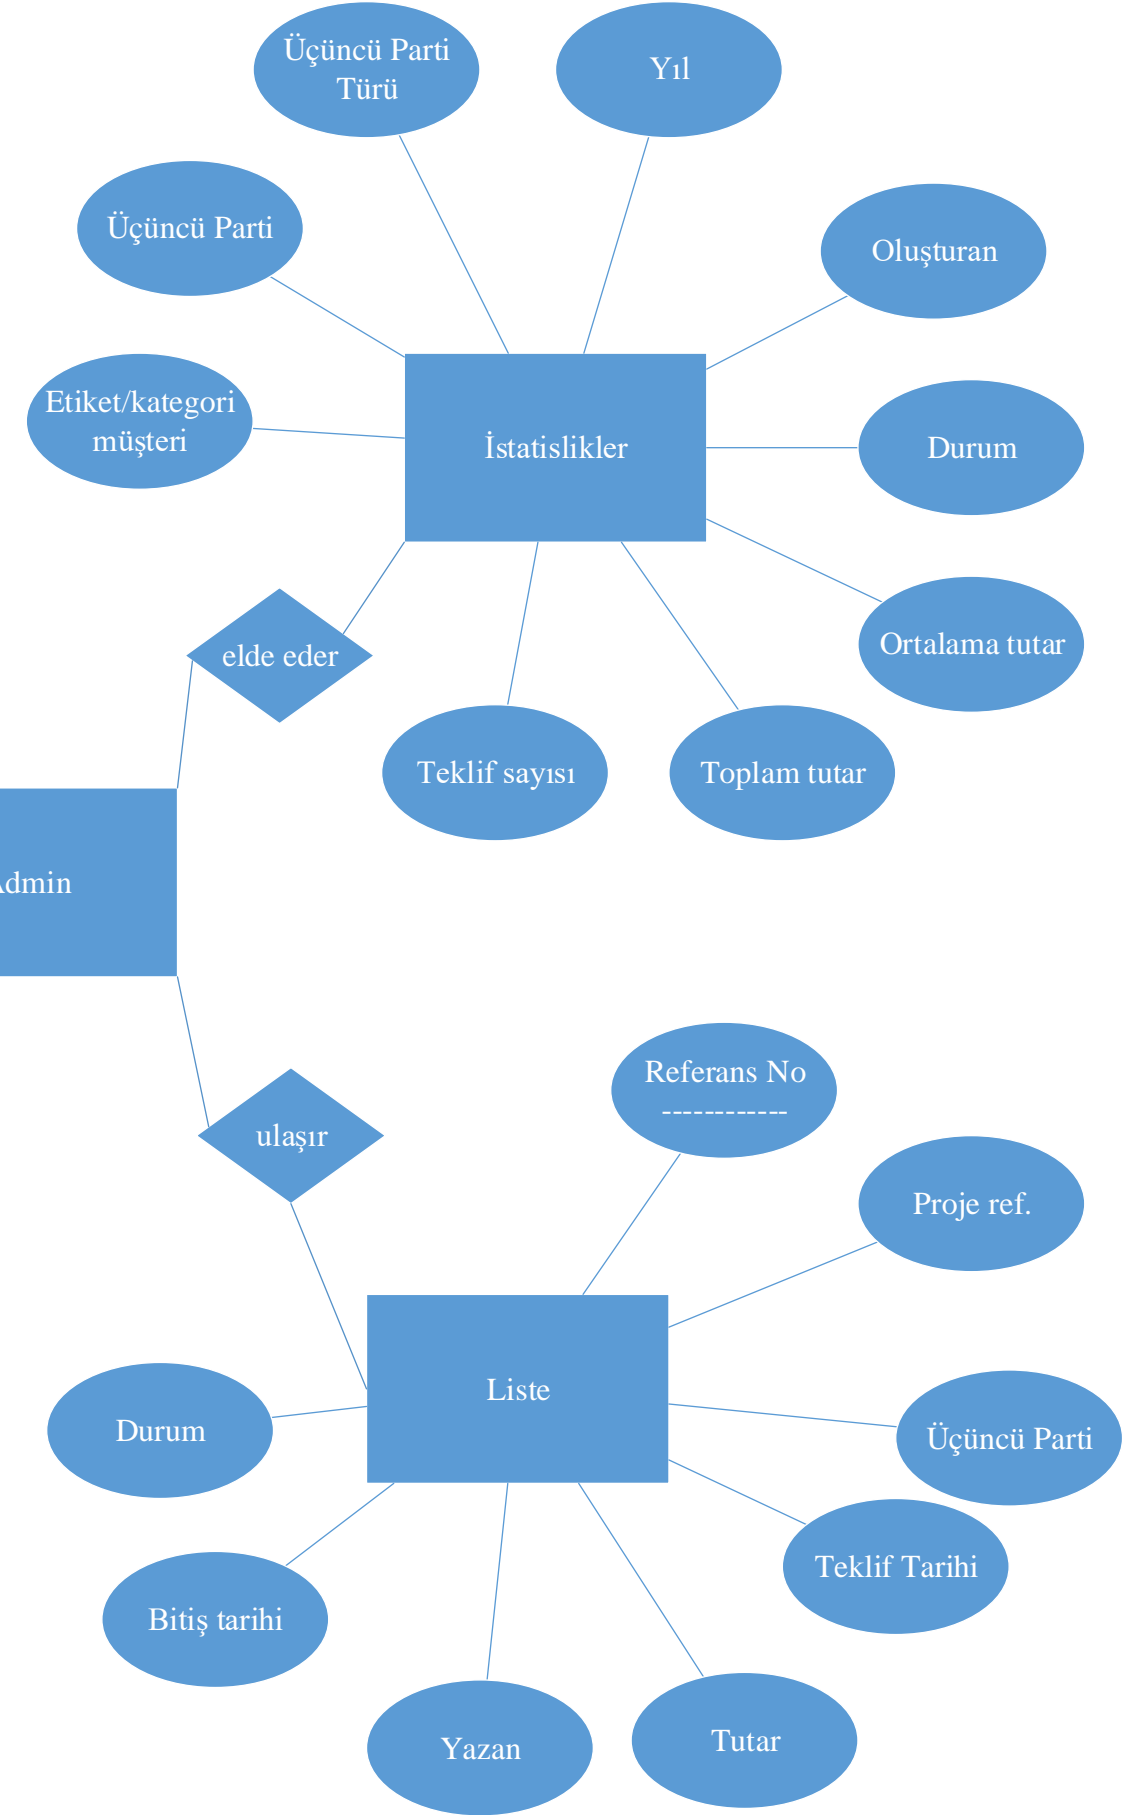 Üçüncü Parti
Türü
Yıl
Üçüncü Parti
Oluşturan
Etiket/kategori
müşteri
İstatislikler
Durum
elde eder
Ortalama tutar
Teklif sayısı
Toplam tutar
Admin
Referans No
------------
ulaşır
Proje ref.
Liste
Durum
Üçüncü Parti
Teklif Tarihi
Bitiş tarihi
Yazan
Tutar